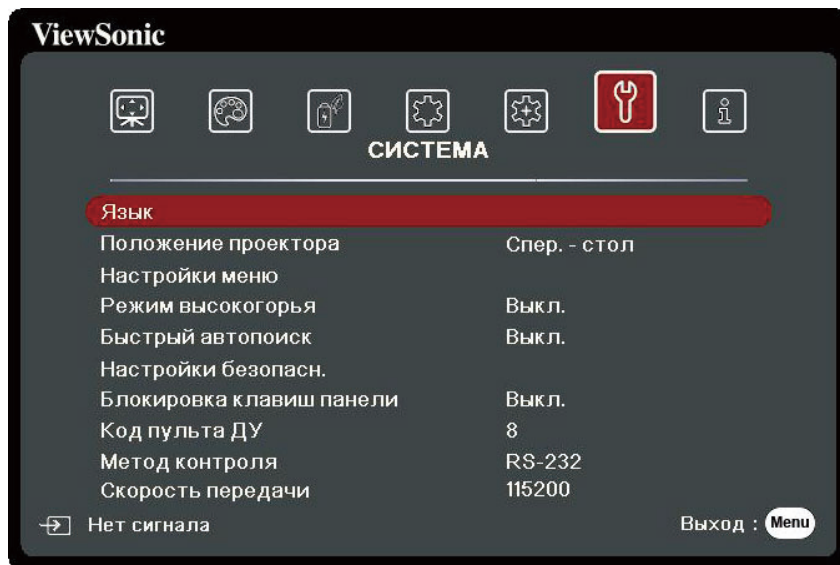 ViewSonic
СИСТЕМА
Язык
Положение проектора Спер. - стол
Настройки меню
Режим высокогорья Выкл.
Быстрый автопоиск Выкл.
Настройки безопасн.
Блокировка клавиш панели Выкл.
Код пульта ДУ 8
Метод контроля RS-232
Скорость передачи 115200
Нет сигнала Выход : Menu